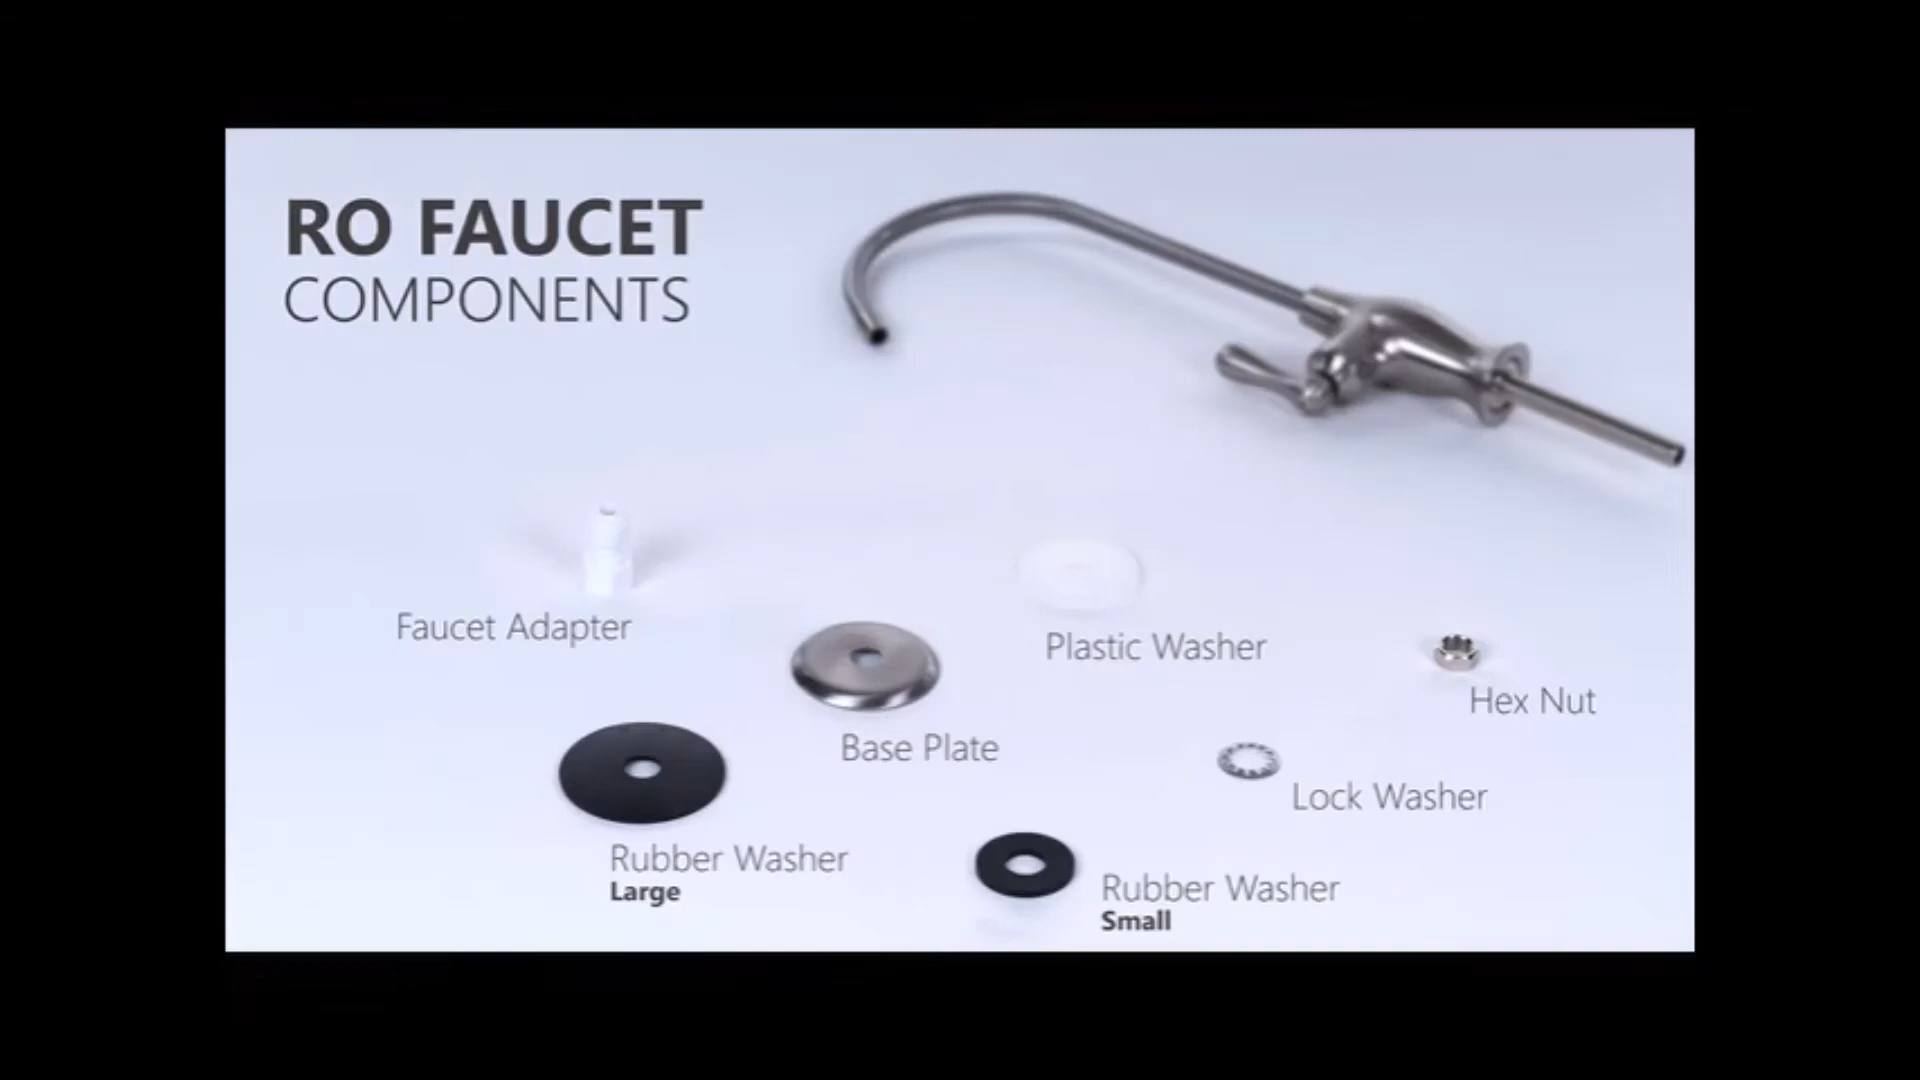 RO FAUCET
COMPONENTS
Faucet Adapter
Plastic Washer
Hex Nut
Base Plate
Lock Washer
Rubber Washer
Large
Rubber Washer
Small